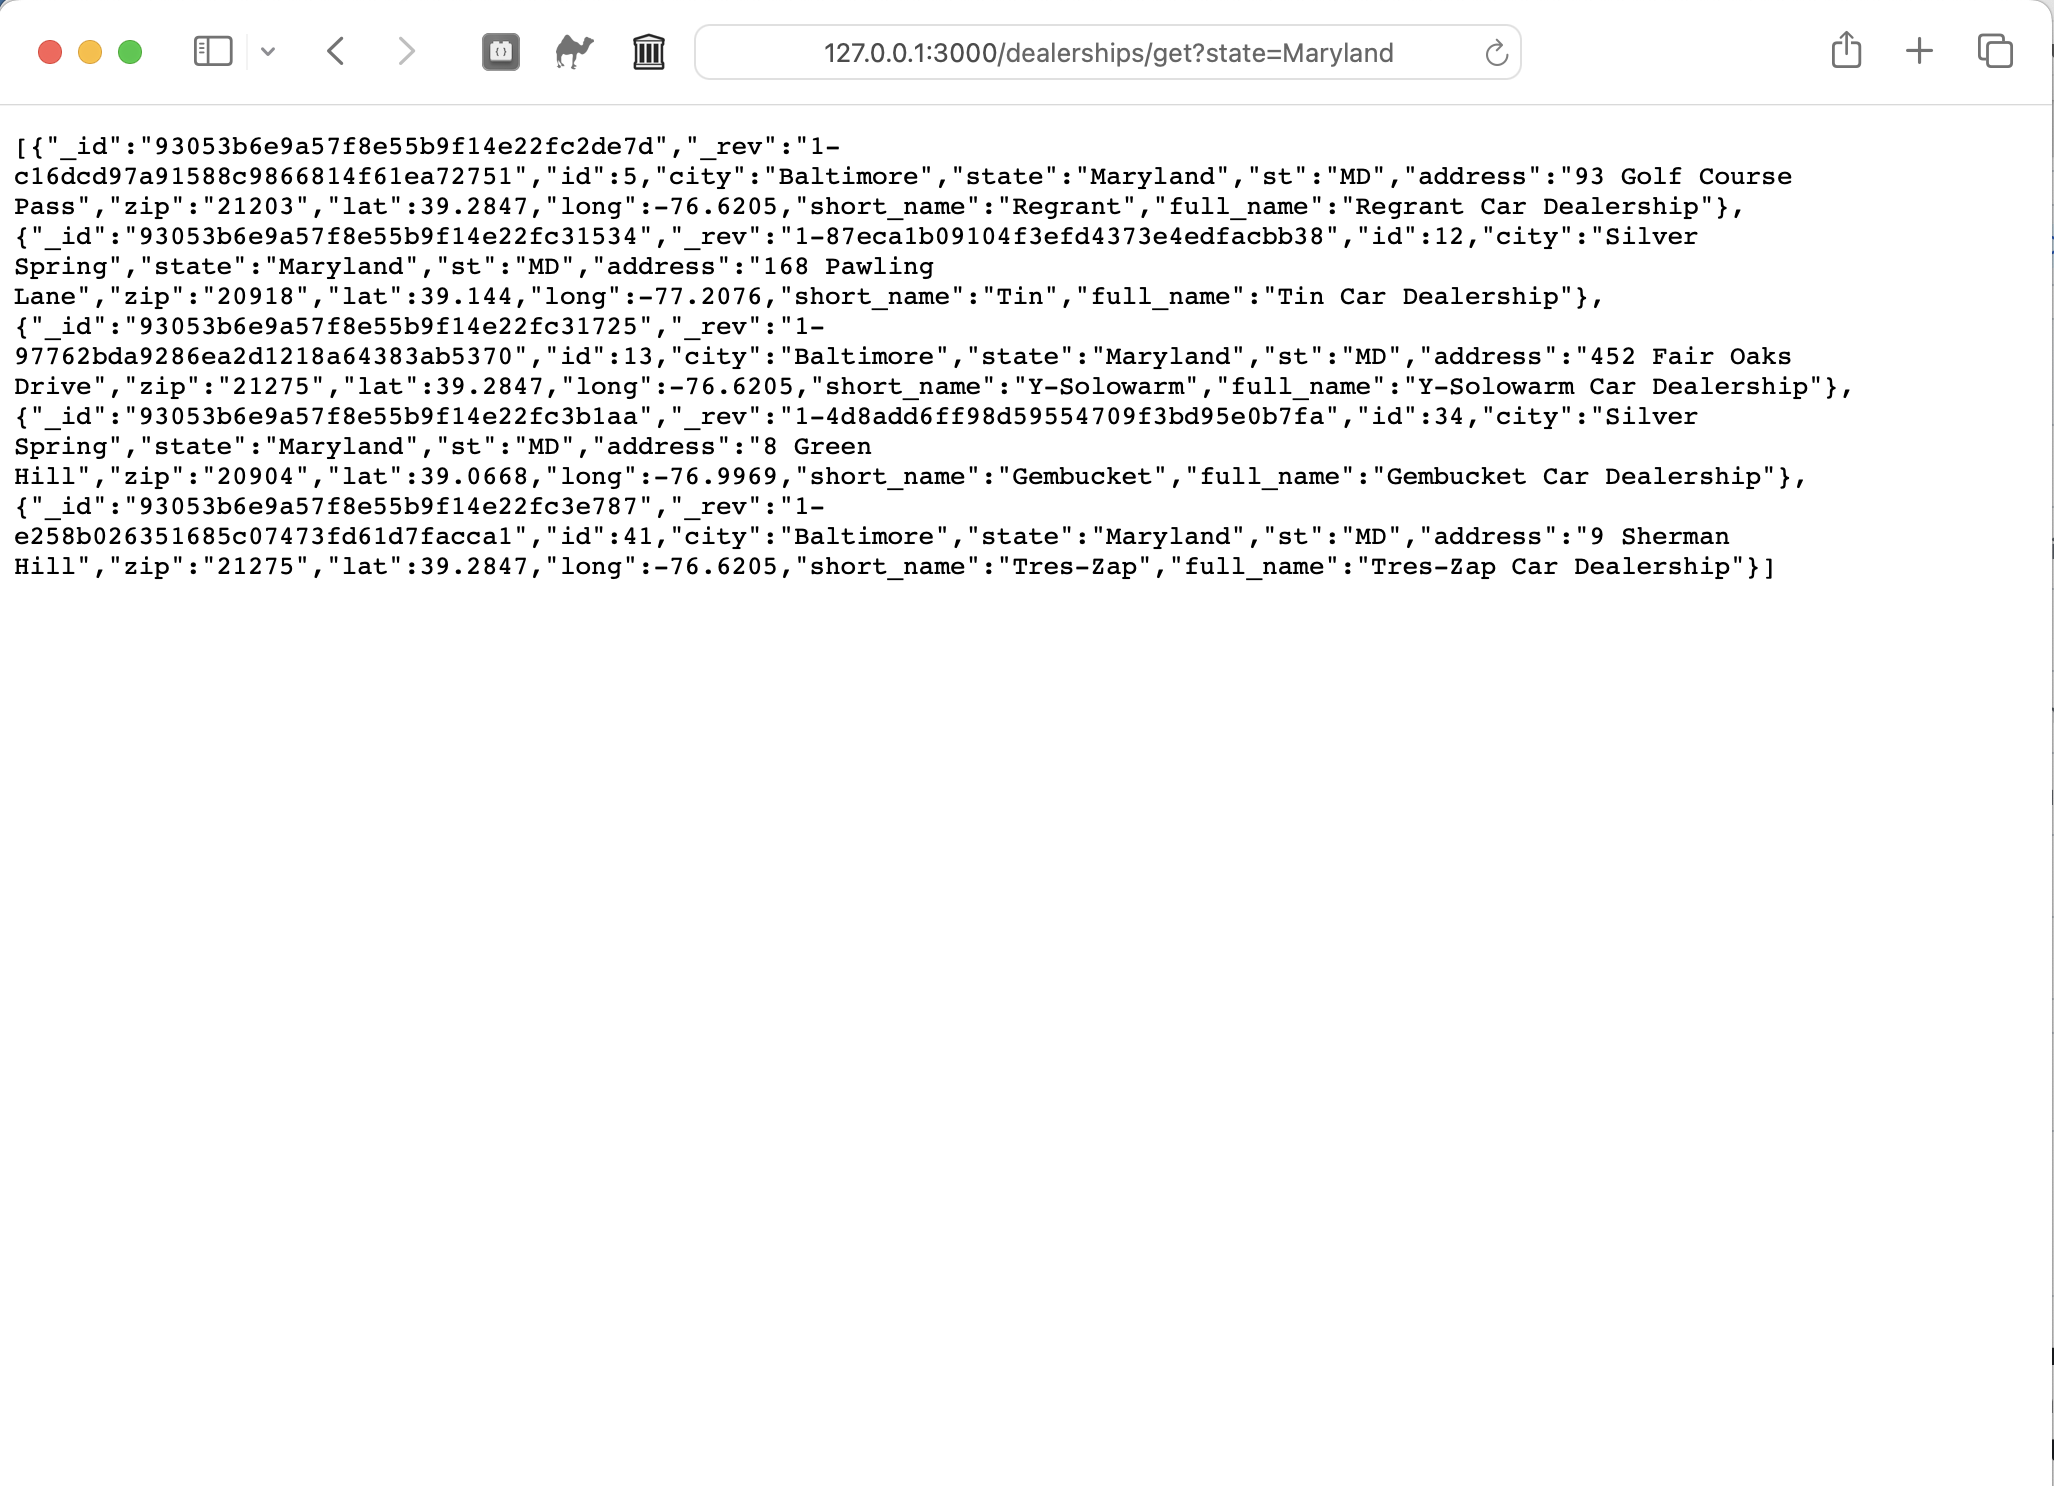 127.0.0.1:3000/dealerships/get?state=Maryland
[{"_id":"93053b6e9a57f8e55b9f14e22fc2de7d","_rev":"1-
c16dcd97a91588c9866814f61ea72751","id":5,"city":"Baltimore","state":"Maryland","st":"MD","address":"93 Golf Course
Pass","zip":"21203","lat":39.2847,"long":-76.6205,"short_name":"Regrant","full_name":"Regrant Car Dealership"},
{"_id":"93053b6e9a57f8e55b9f14e22fc31534","_rev":"1-87eca1b09104f3efd4373e4edfacbb38","id":12,"city":"Silver
Spring","state":"Maryland","st":"MD","address":"168 Pawling
Lane","zip":"20918","lat":39.144,"long":-77.2076,"short_name":"Tin","full_name":"Tin Car Dealership"},
{"_id":"93053b6e9a57f8e55b9f14e22fc31725","_rev":"1-
97762bda9286ea2d1218a64383ab5370","id":13,"city":"Baltimore","state":"Maryland","st":"MD","address":"452 Fair Oaks
Drive","zip":"21275","lat":39.2847,"long":-76.6205,"short_name":"Y-Solowarm","full_name":"Y-Solowarm Car Dealership"},
{"_id":"93053b6e9a57f8e55b9f14e22fc3b1aa","_rev":"1-4d8add6ff98d59554709f3bd95e0b7fa","id":34,"city":"Silver
Spring","state":"Maryland","st":"MD","address":"8 Green
Hill","zip":"20904","lat":39.0668,"long":-76.9969,"short_name":"Gembucket","full_name":"Gembucket Car Dealership"},
{"_id":"93053b6e9a57f8e55b9f14e22fc3e787","_rev":"1-
e258b026351685c07473fd61d7facca1","id":41,"city":"Baltimore","state":"Maryland","st":"MD","address":"9 Sherman
Hill","zip":"21275","lat":39.2847,"long":-76.6205,"short_name":"Tres-Zap","full_name":"Tres-Zap Car Dealership"}]